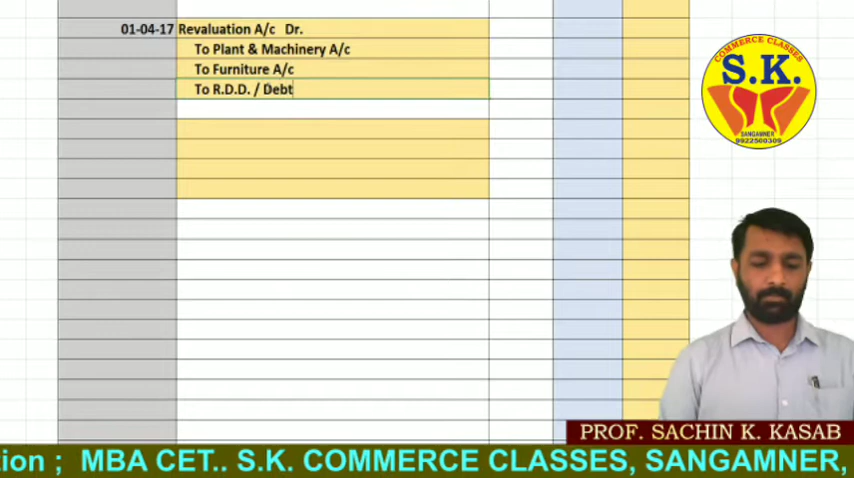 01-04-17 Revaluation A/c Dr.
To Plant & Machinery A/c
To Furniture A/c
To R.D.D. / Debt
COMMERCE CLASSES
S.K.
SANGAMNER
9922500309
PROF. SACHIN K. KASAB
tion ; MBA CET.. S.K. COMMERCE CLASSES, SANGAMNER,